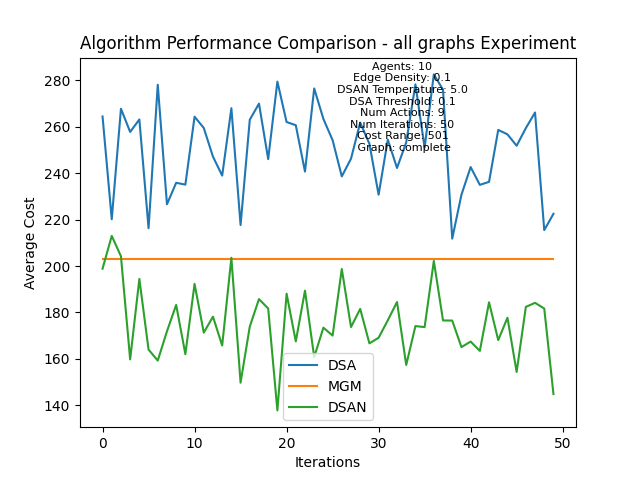 Algorithm Performance Comparison - all graphs Experiment
Agents: 10
Edge Density: 0.1
DSAN Temperature: 5.0
DSA Threshold: 0.1
Num Actions: 9
Num Iterations: 50
Cost Range: 501
Graph: complete
280
260
240
220
200
180
160
140
Average Cost
DSA
MGM
DSAN
0
10
20
30
40
50
Iterations